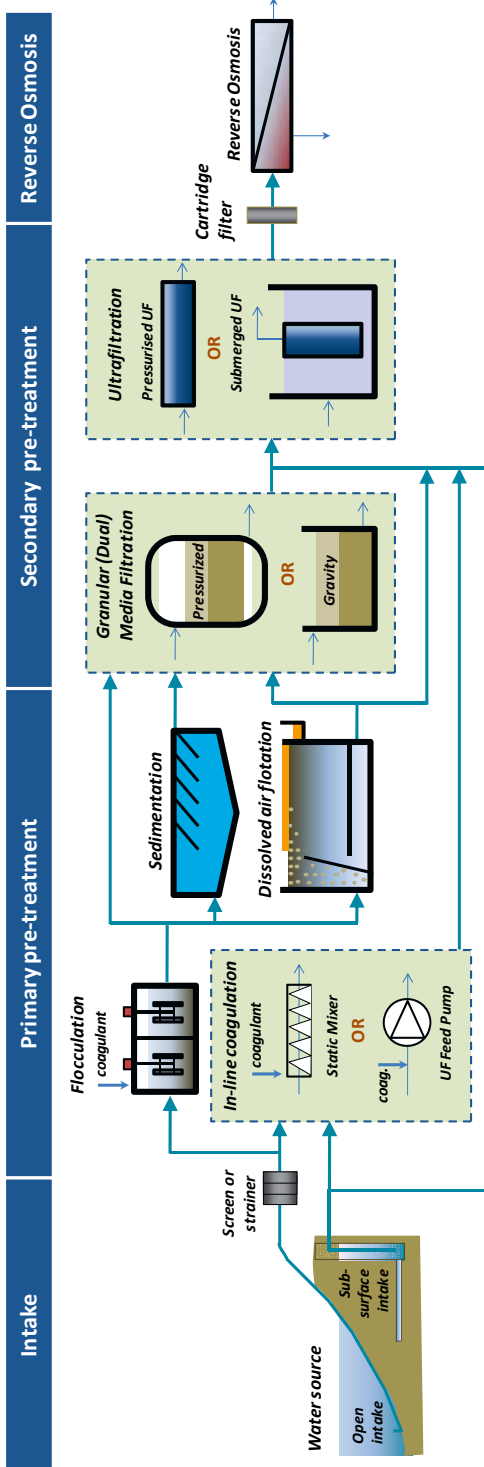 Intake
Primary pre-treatment
Secondary pre-treatment
Reverse Osmosis
Water source
Open
intake
Sub-
surface
intake
Screen or
strainer
Flocculation
coagulant
In-line coagulation
coagulant
Static Mixer
OR
coag.
UF Feed Pump
Sedimentation
Dissolved air flotation
Granular (Dual)
Media Filtration
Pressurized
OR
Gravity
Ultrafiltration
Pressurised UF
OR
Submerged UF
Cartridge
filter
Reverse Osmosis